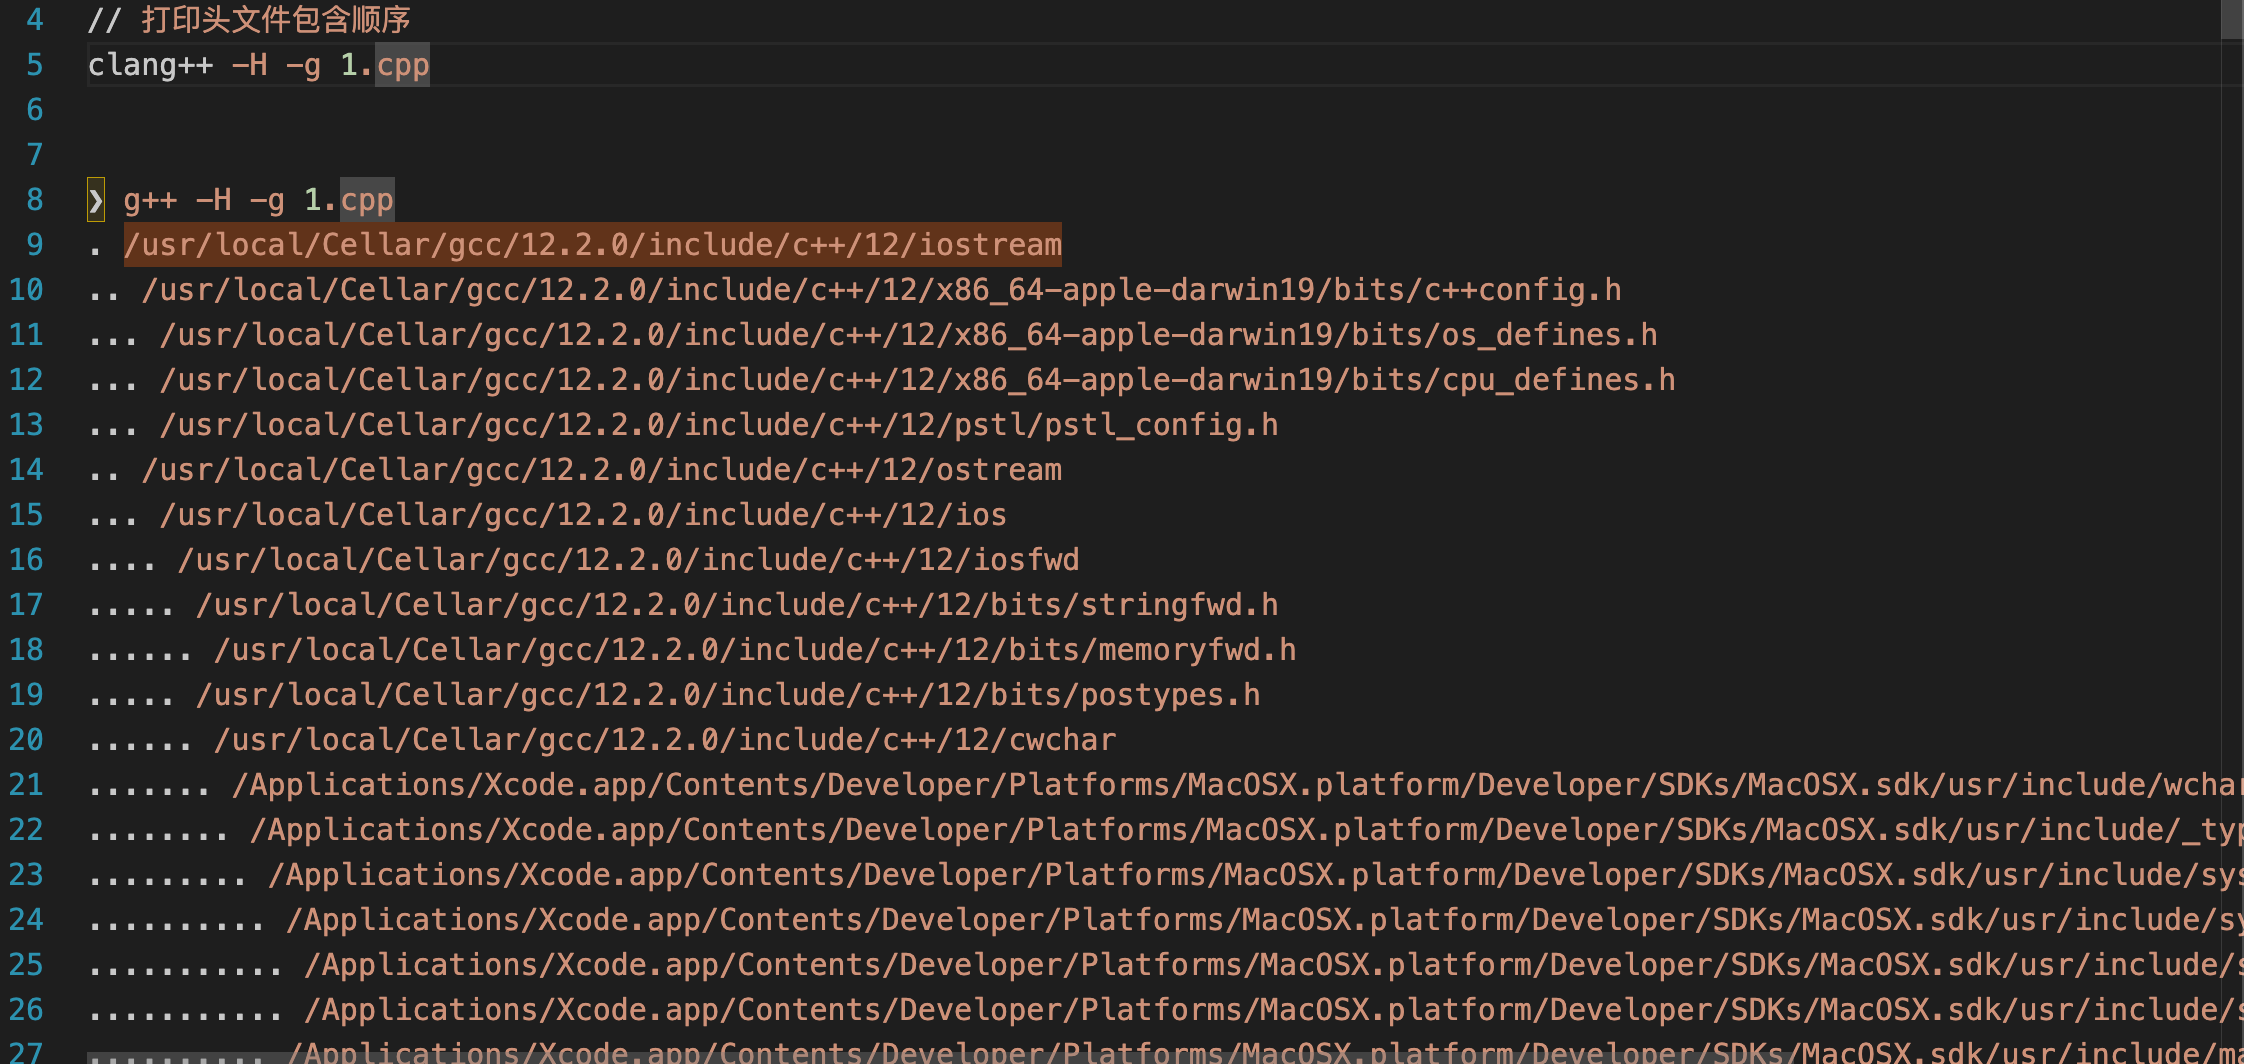 4 // 打印头文件包含顺序
5 clang++ -H -g 1.cpp
6
7
8 ❯ g++ -H -g 1.cpp
9 . /usr/local/Cellar/gcc/12.2.0/include/c++/12/iostream
10 .. /usr/local/Cellar/gcc/12.2.0/include/c++/12/x86_64-apple-darwin19/bits/c++config.h
11 ... /usr/local/Cellar/gcc/12.2.0/include/c++/12/x86_64-apple-darwin19/bits/os_defines.h
12 ... /usr/local/Cellar/gcc/12.2.0/include/c++/12/x86_64-apple-darwin19/bits/cpu_defines.h
13 ... /usr/local/Cellar/gcc/12.2.0/include/c++/12/pstl/pstl_config.h
14 .. /usr/local/Cellar/gcc/12.2.0/include/c++/12/ostream
15 ... /usr/local/Cellar/gcc/12.2.0/include/c++/12/ios
16 .... /usr/local/Cellar/gcc/12.2.0/include/c++/12/iosfwd
17 ..... /usr/local/Cellar/gcc/12.2.0/include/c++/12/bits/stringfwd.h
18 ...... /usr/local/Cellar/gcc/12.2.0/include/c++/12/bits/memoryfwd.h
19 ..... /usr/local/Cellar/gcc/12.2.0/include/c++/12/bits/postypes.h
20 ...... /usr/local/Cellar/gcc/12.2.0/include/c++/12/cwchar
21 ....... /Applications/Xcode.app/Contents/Developer/Platforms/MacOSX.platform/Developer/SDKs/MacOSX.sdk/usr/include/wchar
22 ........ /Applications/Xcode.app/Contents/Developer/Platforms/MacOSX.platform/Developer/SDKs/MacOSX.sdk/usr/include/_typ
23 ......... /Applications/Xcode.app/Contents/Developer/Platforms/MacOSX.platform/Developer/SDKs/MacOSX.sdk/usr/include/sys
24 .......... /Applications/Xcode.app/Contents/Developer/Platforms/MacOSX.platform/Developer/SDKs/MacOSX.sdk/usr/include/sy
25 ........... /Applications/Xcode.app/Contents/Developer/Platforms/MacOSX.platform/Developer/SDKs/MacOSX.sdk/usr/include/s
26 ........... /Applications/Xcode.app/Contents/Developer/Platforms/MacOSX.platform/Developer/SDKs/MacOSX.sdk/usr/include/s
27 .......... /Applications/Xcode.app/Contents/Developer/Platforms/MacOSX.platform/Developer/SDKs/MacOSX.sdk/usr/include/ma